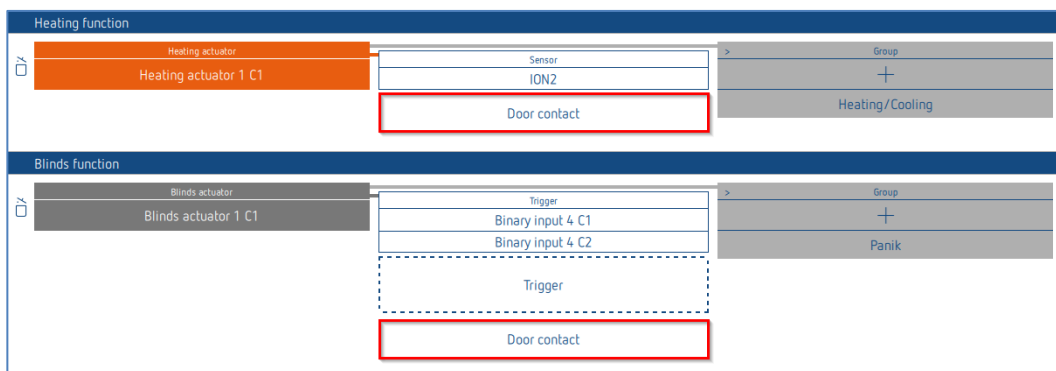 Heating function
Heating actuator
Heating actuator 1 C1
Sensor
ION2
Door contact
> Group
+
Heating/Cooling
Blinds function
Blinds actuator
Blinds actuator 1 C1
Trigger
Binary input 4 C1
Binary input 4 C2
Trigger
Door contact
> Group
+
Panik